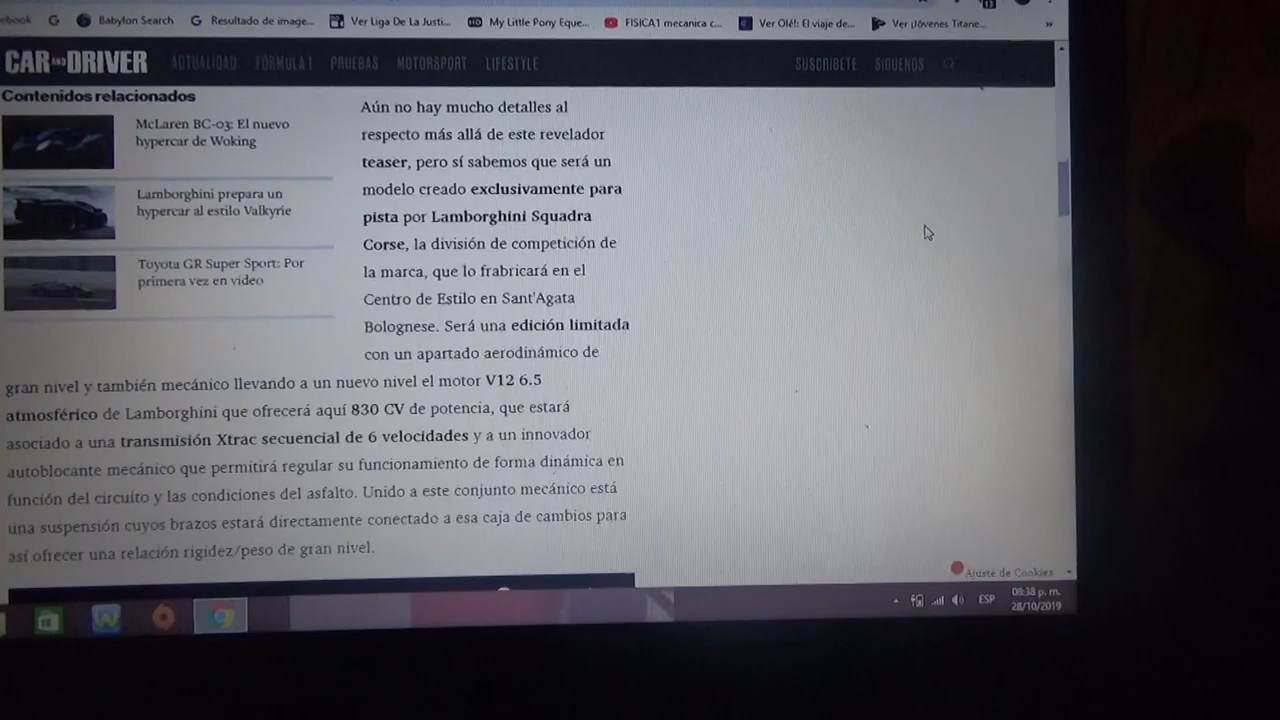 ebook
Babylon Search
Resultado de image...
Ver Liga De La Justi...
My Little Pony Eque...
FISICA1 mecanica c...
Ver Olé!: El viaje de...
Ver ¡Jóvenes Titane...
»
CAR AND DRIVER
ACTUALIDAD
FÓRMULA 1
PRUEBAS
MOTORSPORT
LIFESTYLE
SUSCRÍBETE
SÍGUENOS
Contenidos relacionados
McLaren BC-03: El nuevo
hypercar de Woking
Lamborghini prepara un
hypercar al estilo Valkyrie
Toyota GR Super Sport: Por
primera vez en video
Aún no hay mucho detalles al
respecto más allá de este revelador
teaser, pero sí sabemos que será un
modelo creado exclusivamente para
pista por Lamborghini Squadra
Corse, la división de competición de
la marca, que lo frabricará en el
Centro de Estilo en Sant'Agata
Bolognese. Será una edición limitada
con un apartado aerodinámico de
gran nivel y también mecánico llevando a un nuevo nivel el motor V12 6.5
atmosférico de Lamborghini que ofrecerá aquí 830 CV de potencia, que estará
asociado a una transmisión Xtrac secuencial de 6 velocidades y a un innovador
autoblocante mecánico que permitirá regular su funcionamiento de forma dinámica en
función del circuito y las condiciones del asfalto. Unido a este conjunto mecánico está
una suspensión cuyos brazos estará directamente conectado a esa caja de cambios para
así ofrecer una relación rigidez/peso de gran nivel.
Ajuste de Cookies
ESP
08:38 p. m.
28/10/2019